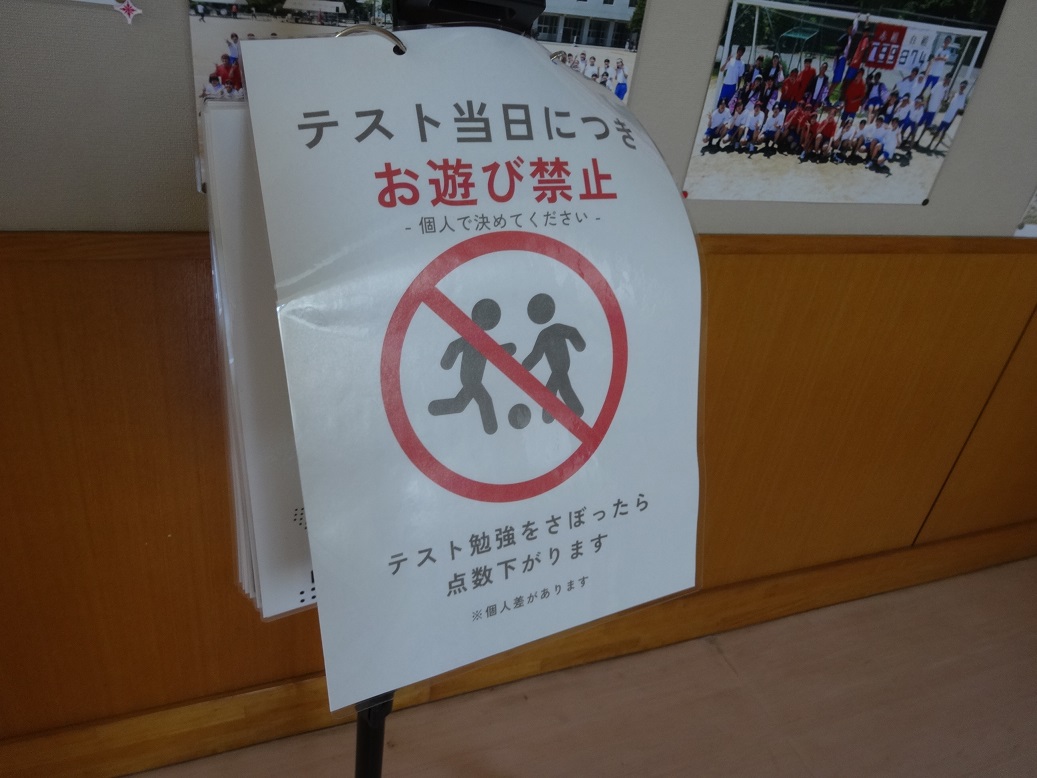 テスト当日につき
お遊び禁止
- 個人で決めてください -
テスト勉強をさぼったら
点数下がります
※個人差があります